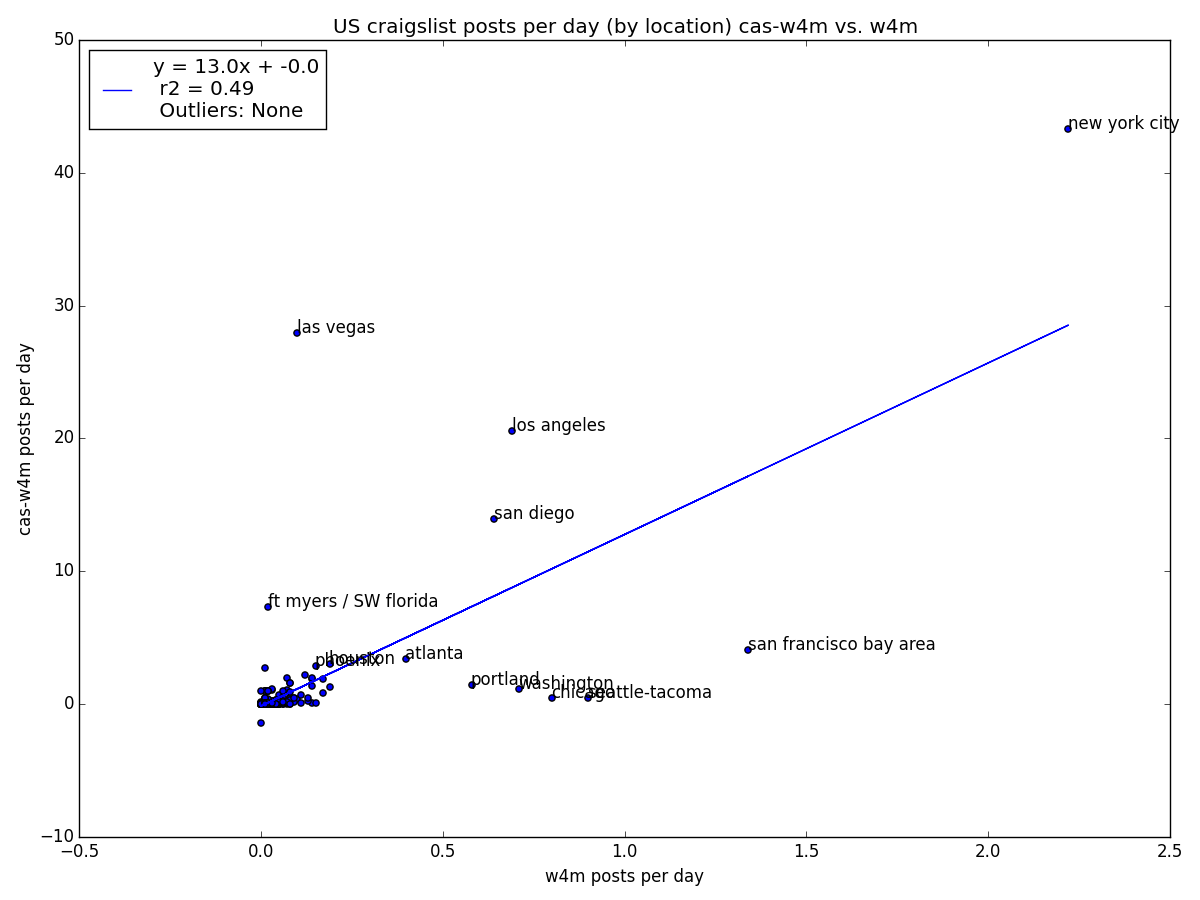 US craigslist posts per day (by location) cas-w4m vs. w4m
y = 13.0x + -0.0
r2 = 0.49
Outliers: None
50
40
30
20
10
0
−10
cas-w4m posts per day
new york city
las vegas
los angeles
san diego
ft myers / SW florida
san francisco bay area
atlanta
houston
phoenix
portland
washington
chicago
seattle-tacoma
−0.5
0.0
0.5
1.0
1.5
2.0
2.5
w4m posts per day